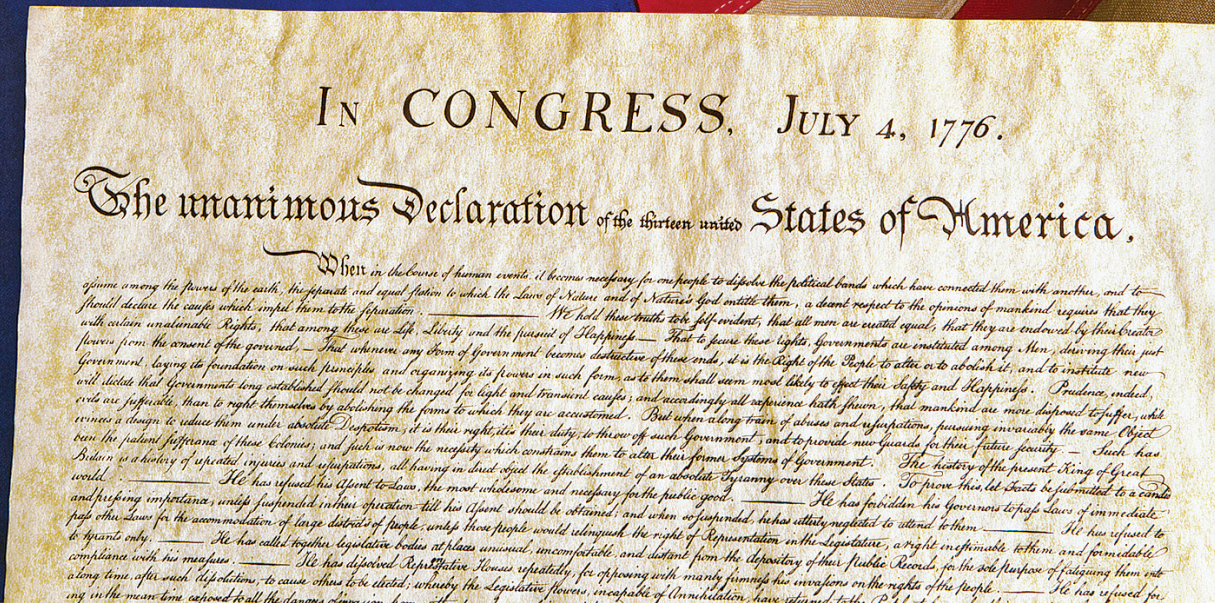 IN CONGRESS, JULY 4, 1776.
The unanimous Declaration of the thirteen united States of America,
When in the Course of human events, it becomes necessary for one people to dissolve the political bands which have connected them with another, and to
assume among the powers of the earth, the separate and equal station to which the Laws of Nature and of Nature's God entitle them, a decent respect to the opinions of mankind requires that they
should declare the causes which impel them to the separation. ——— We hold these truths to be self-evident, that all men are created equal, that they are endowed by their Creator
with certain unalienable Rights, that among these are Life, Liberty and the pursuit of Happiness.— That to secure these rights, Governments are instituted among Men, deriving their just
powers from the consent of the governed, — That whenever any Form of Government becomes destructive of these ends, it is the Right of the People to alter or to abolish it, and to institute new
Government, laying its foundation on such principles and organizing its powers in such form, as to them shall seem most likely to effect their Safety and Happiness. Prudence, indeed,
will dictate that Governments long established should not be changed for light and transient causes; and accordingly all experience hath shewn, that mankind are more disposed to suffer, while
evils are sufferable, than to right themselves by abolishing the forms to which they are accustomed. But when a long train of abuses and usurpations, pursuing invariably the same Object
evinces a design to reduce them under absolute Despotism, it is their right, it is their duty, to throw off such Government, and to provide new Guards for their future security. — Such has
been the patient sufferance of these Colonies; and such is now the necessity which constrains them to alter their former Systems of Government. The history of the present King of Great
Britain is a history of repeated injuries and usurpations, all having in direct object the establishment of an absolute Tyranny over these States. To prove this, let Facts be submitted to a candid
world. ——— He has refused his Assent to Laws, the most wholesome and necessary for the public good. ——— He has forbidden his Governors to pass Laws of immediate
and pressing importance, unless suspended in their operation till his Assent should be obtained; and when so suspended, he has utterly neglected to attend to them. ——— He has refused to
pass other Laws for the accommodation of large districts of people, unless those people would relinquish the right of Representation in the Legislature, a right inestimable to them and formidable
to tyrants only. ——— He has called together legislative bodies at places unusual, uncomfortable, and distant from the depository of their public Records, for the sole purpose of fatiguing them into
compliance with his measures. ——— He has dissolved Representative Houses repeatedly, for opposing with manly firmness his invasions on the rights of the people. ——— He has refused for
a long time, after such dissolutions, to cause others to be elected; whereby the Legislative powers, incapable of Annihilation, have returned to the People
ing in the mean time exposed to all the dangers of invasion